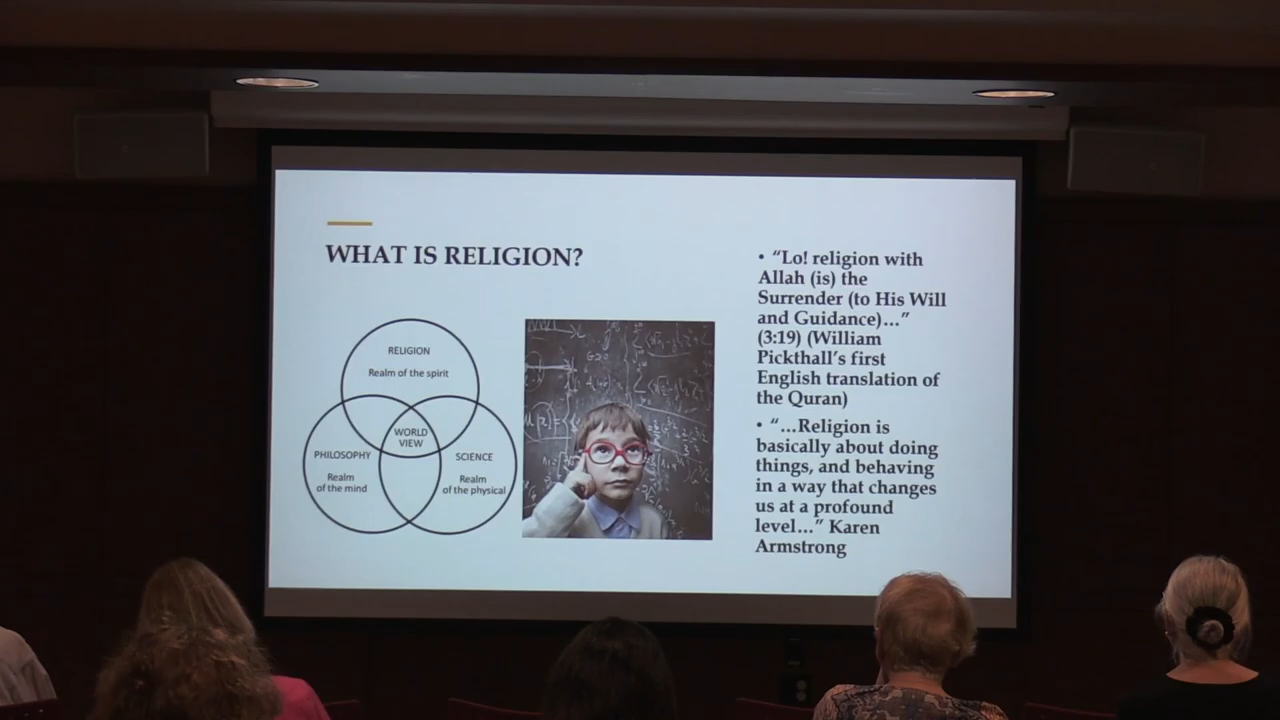 WHAT IS RELIGION?
RELIGION
Realm of the spirit
WORLD
VIEW
PHILOSOPHY
Realm
of the mind
SCIENCE
Realm
of the physical
• “Lo! religion with
Allah (is) the
Surrender (to His Will
and Guidance)…”
(3:19) (William
Pickthall’s first
English translation of
the Quran)
• “…Religion is
basically about doing
things, and behaving
in a way that changes
us at a profound
level…” Karen
Armstrong